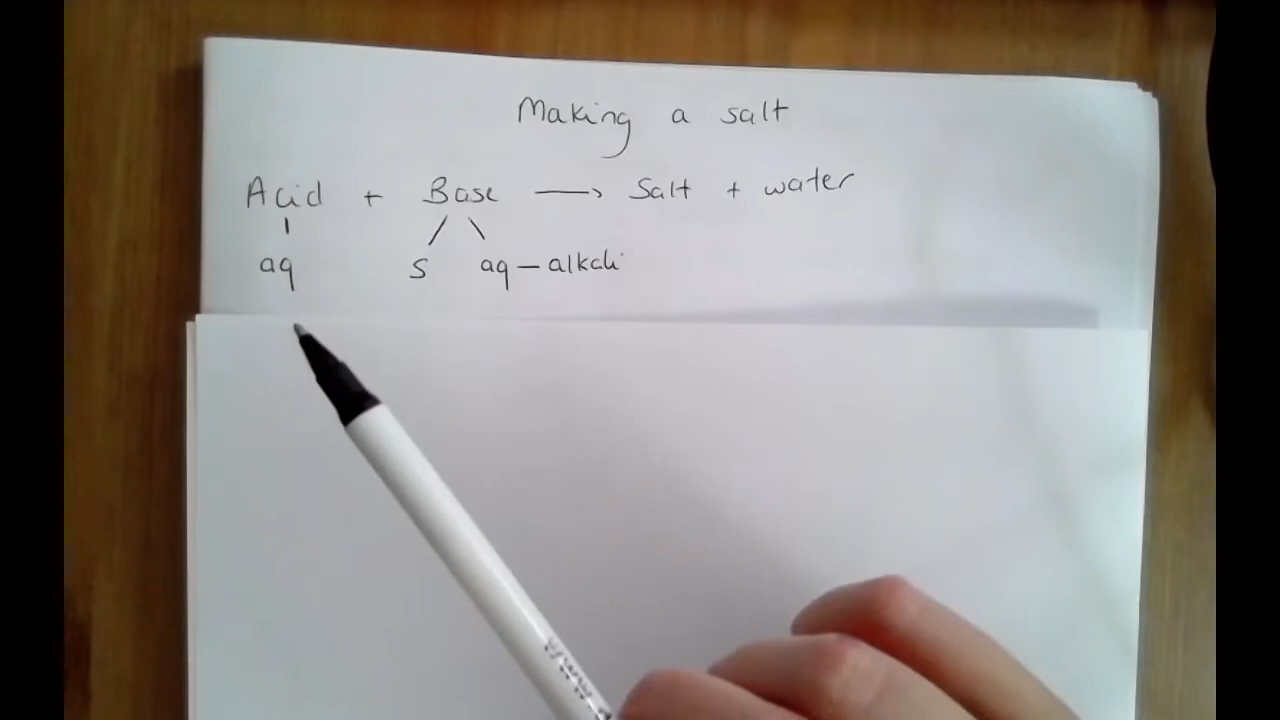 Making a salt
Acid + Base → Salt + water
aq s aq – alkali